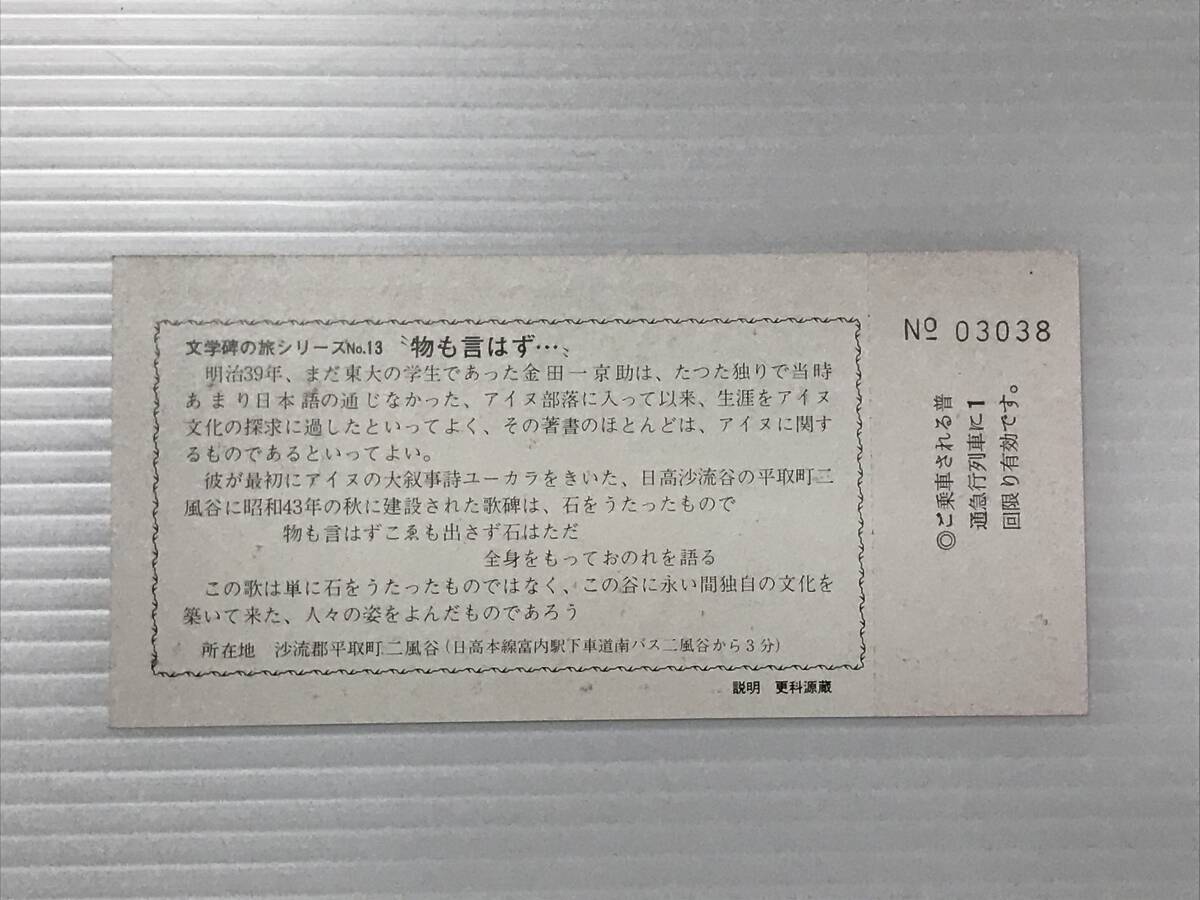 文学碑の旅シリーズNo.13 〝物も言はず…〟
明治39年、まだ東大の学生であった金田一京助は、たつた独りで当時
あまり日本語の通じなかった、アイヌ部落に入って以来、生涯をアイヌ
文化の探求に過したといってよく、その著書のほとんどは、アイヌに関す
るものであるといってよい。
彼が最初にアイヌの大叙事詩ユーカラをきいた、日高沙流谷の平取町二
風谷に昭和43年の秋に建設された歌碑は、石をうたったもので
物も言はずこゑも出さず石はただ
全身をもっておのれを語る
この歌は単に石をうたったものではなく、この谷に永い間独自の文化を
築いて来た、人々の姿をよんだものであろう
所在地 沙流郡平取町二風谷(日高本線富内駅下車道南バス二風谷から3分)
説明 更科源蔵
№ 03038
◎ご乗車される普
通急行列車に1
回限り有効です。